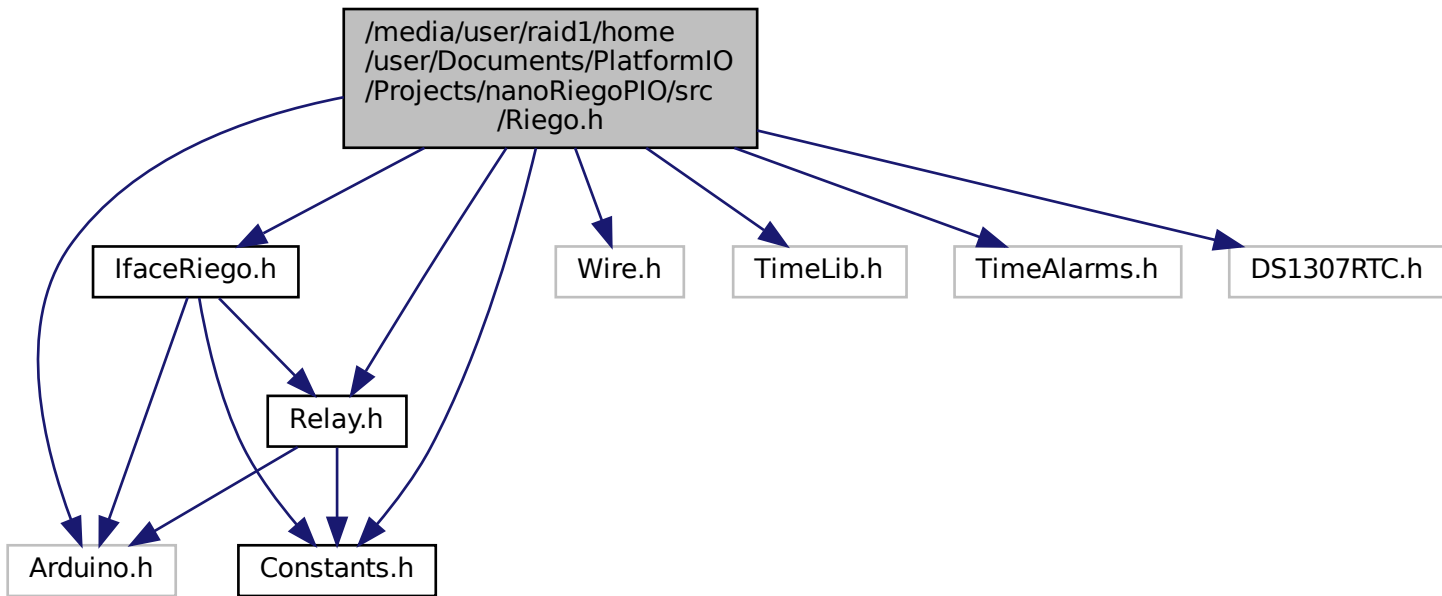 /media/user/raid1/home
/user/Documents/PlatformIO
/Projects/nanoRiegoPIO/src
/Riego.h
IfaceRiego.h
Wire.h
TimeLib.h
TimeAlarms.h
DS1307RTC.h
Relay.h
Arduino.h
Constants.h